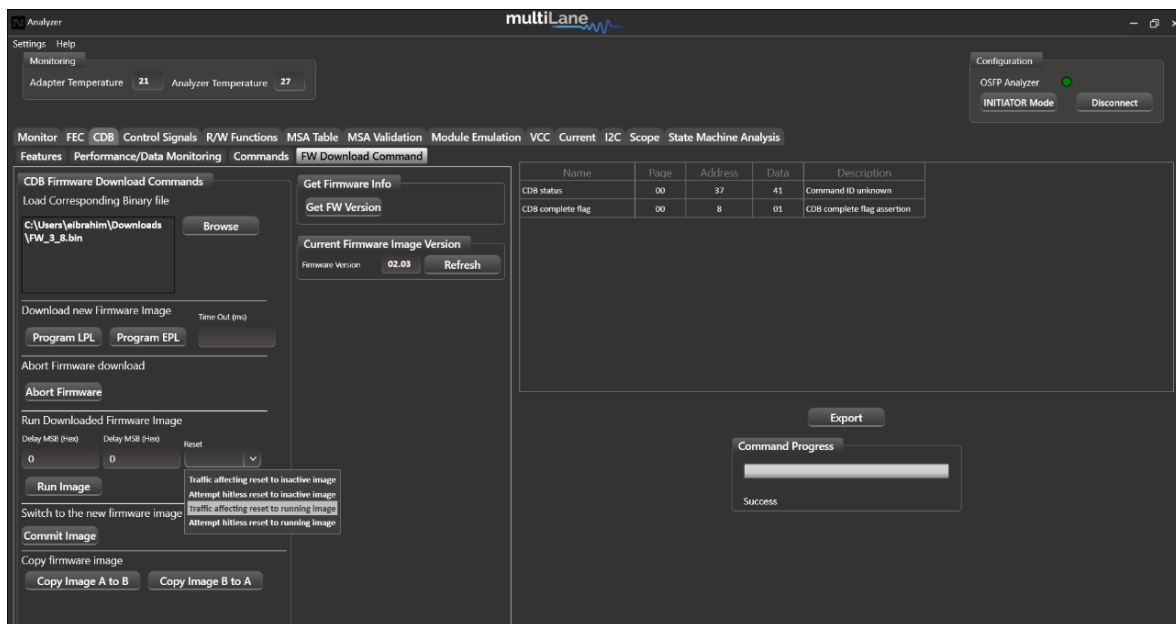 Analyzer
multiLane
Settings Help
Monitoring
Adapter Temperature 21 Analyzer Temperature 27
Configuration
OSFP Analyzer
INITIATOR Mode Disconnect
Monitor FEC CDB Control Signals R/W Functions MSA Table MSA Validation Module Emulation VCC Current I2C Scope State Machine Analysis
Features Performance/Data Monitoring Commands FW Download Command
CDB Firmware Download Commands
Load Corresponding Binary file
C:\Users\eibrahim\Downloads
\FW_3_8.bin
Browse
Download new Firmware Image
Time Out (ms)
Program LPL Program EPL
Abort Firmware download
Abort Firmware
Run Downloaded Firmware Image
Delay MSB (Hex) Delay MSB (Hex) Reset
0 0
Traffic affecting reset to inactive image
Attempt hitless reset to inactive image
Traffic affecting reset to running image
Attempt hitless reset to running image
Run Image
Switch to the new firmware image
Commit Image
Copy firmware image
Copy Image A to B Copy Image B to A
Get Firmware Info
Get FW Version
Current Firmware Image Version
Firmware Version 02.03 Refresh
Name Page Address Data Description
CDB status 00 37 41 Command ID unknown
CDB complete flag 00 8 01 CDB complete flag assertion
Export
Command Progress
Success